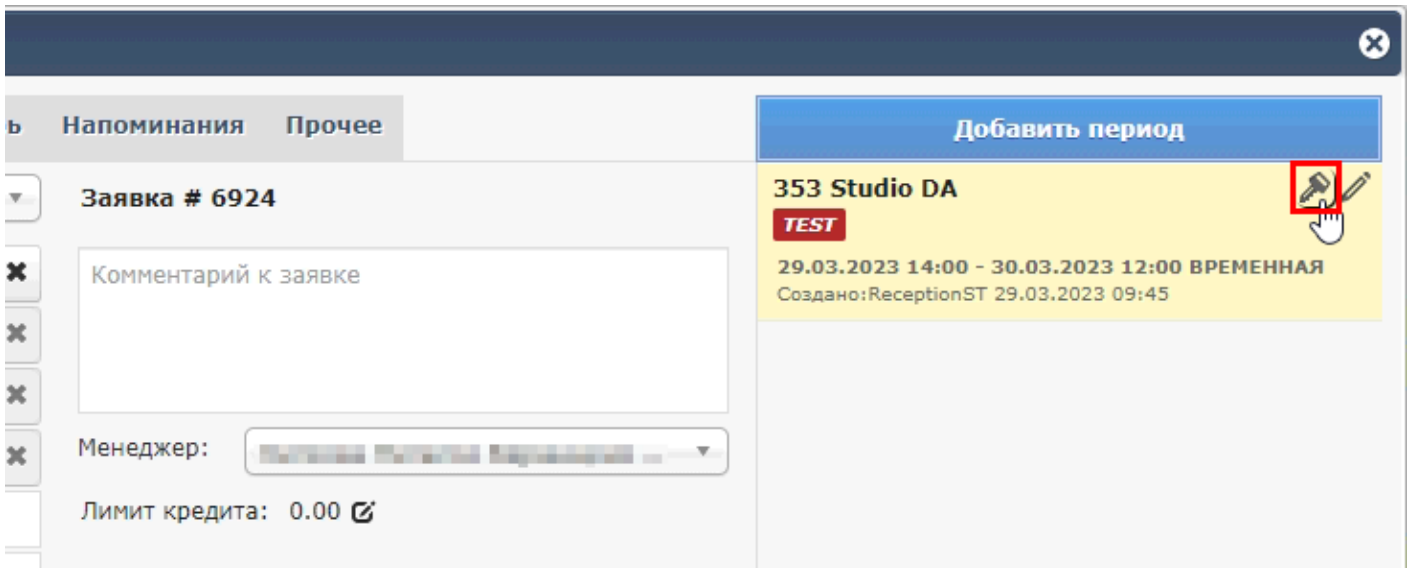 ь Напоминания Прочее
Добавить период
Заявка # 6924
Комментарий к заявке
Менеджер:
Лимит кредита: 0.00
353 Studio DA
TEST
29.03.2023 14:00 - 30.03.2023 12:00 ВРЕМЕННАЯ
Создано:ReceptionST 29.03.2023 09:45